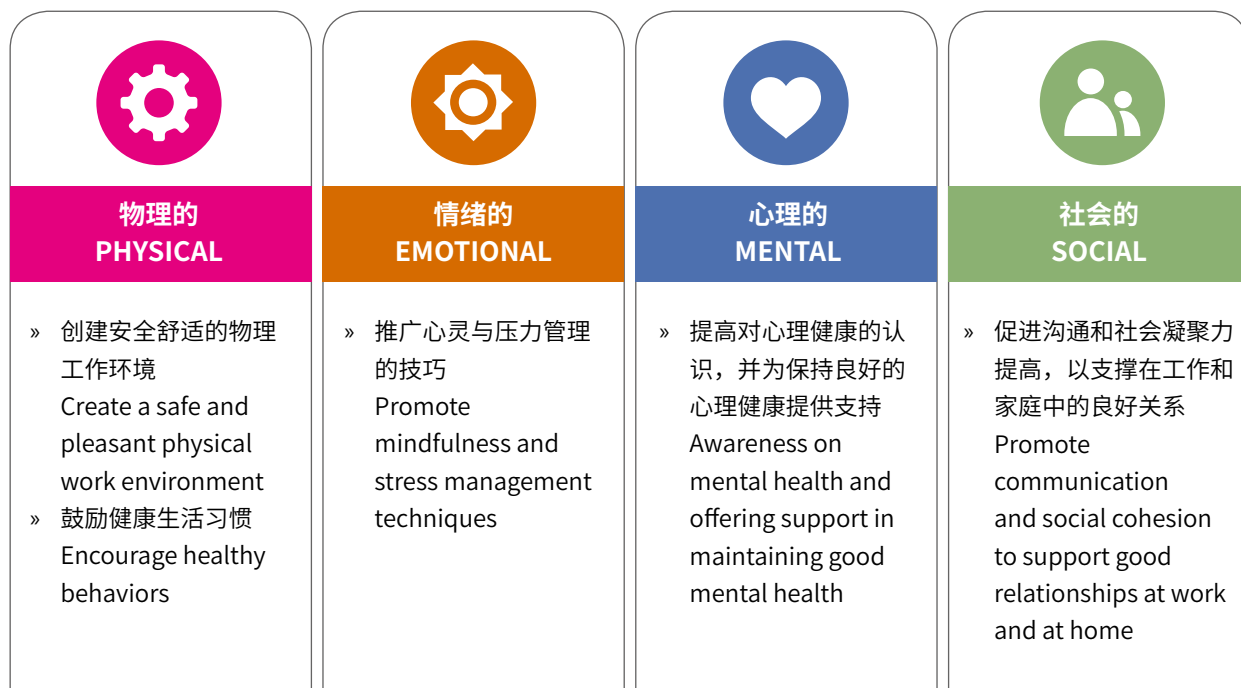 物理的
PHYSICAL
» 创建安全舒适的物理
工作环境
Create a safe and
pleasant physical
work environment
» 鼓励健康生活习惯
Encourage healthy
behaviors
情绪的
EMOTIONAL
» 推广心灵与压力管理
的技巧
Promote
mindfulness and
stress management
techniques
心理的
MENTAL
» 提高对心理健康的认
识，并为保持良好的
心理健康提供支持
Awareness on
mental health and
offering support in
maintaining good
mental health
社会的
SOCIAL
» 促进沟通和社会凝聚力
提高，以支撑在工作和
家庭中的良好关系
Promote
communication
and social cohesion
to support good
relationships at work
and at home